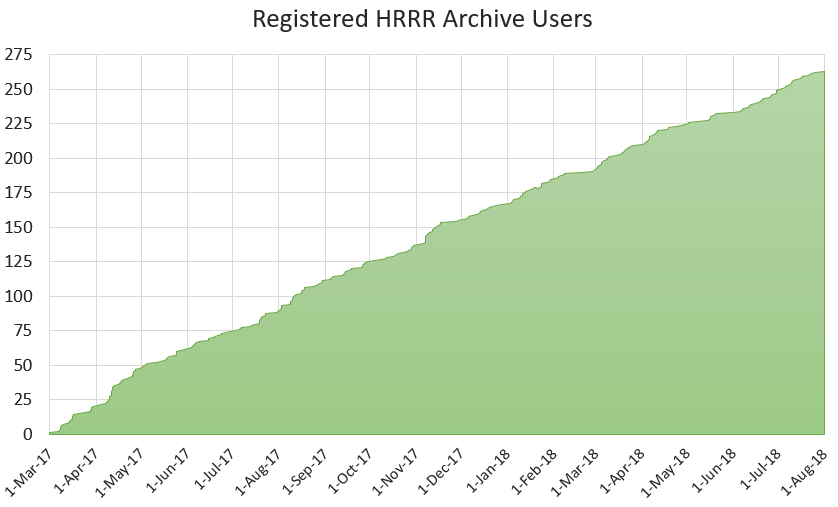 Registered HRRR Archive Users
275
250
225
200
175
150
125
100
75
50
25
0
1-Mar-17
1-Apr-17
1-May-17
1-Jun-17
1-Jul-17
1-Aug-17
1-Sep-17
1-Oct-17
1-Nov-17
1-Dec-17
1-Jan-18
1-Feb-18
1-Mar-18
1-Apr-18
1-May-18
1-Jun-18
1-Jul-18
1-Aug-18